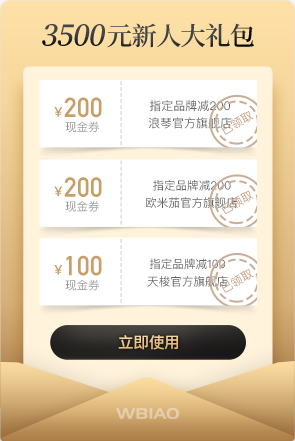 3500元新人大礼包
¥200
现金券
指定品牌减200
浪琴官方旗舰店
已领取
¥200
现金券
指定品牌减200
欧米茄官方旗舰店
已领取
¥100
现金券
指定品牌减100
天梭官方旗舰店
已领取
立即使用
WBIAO